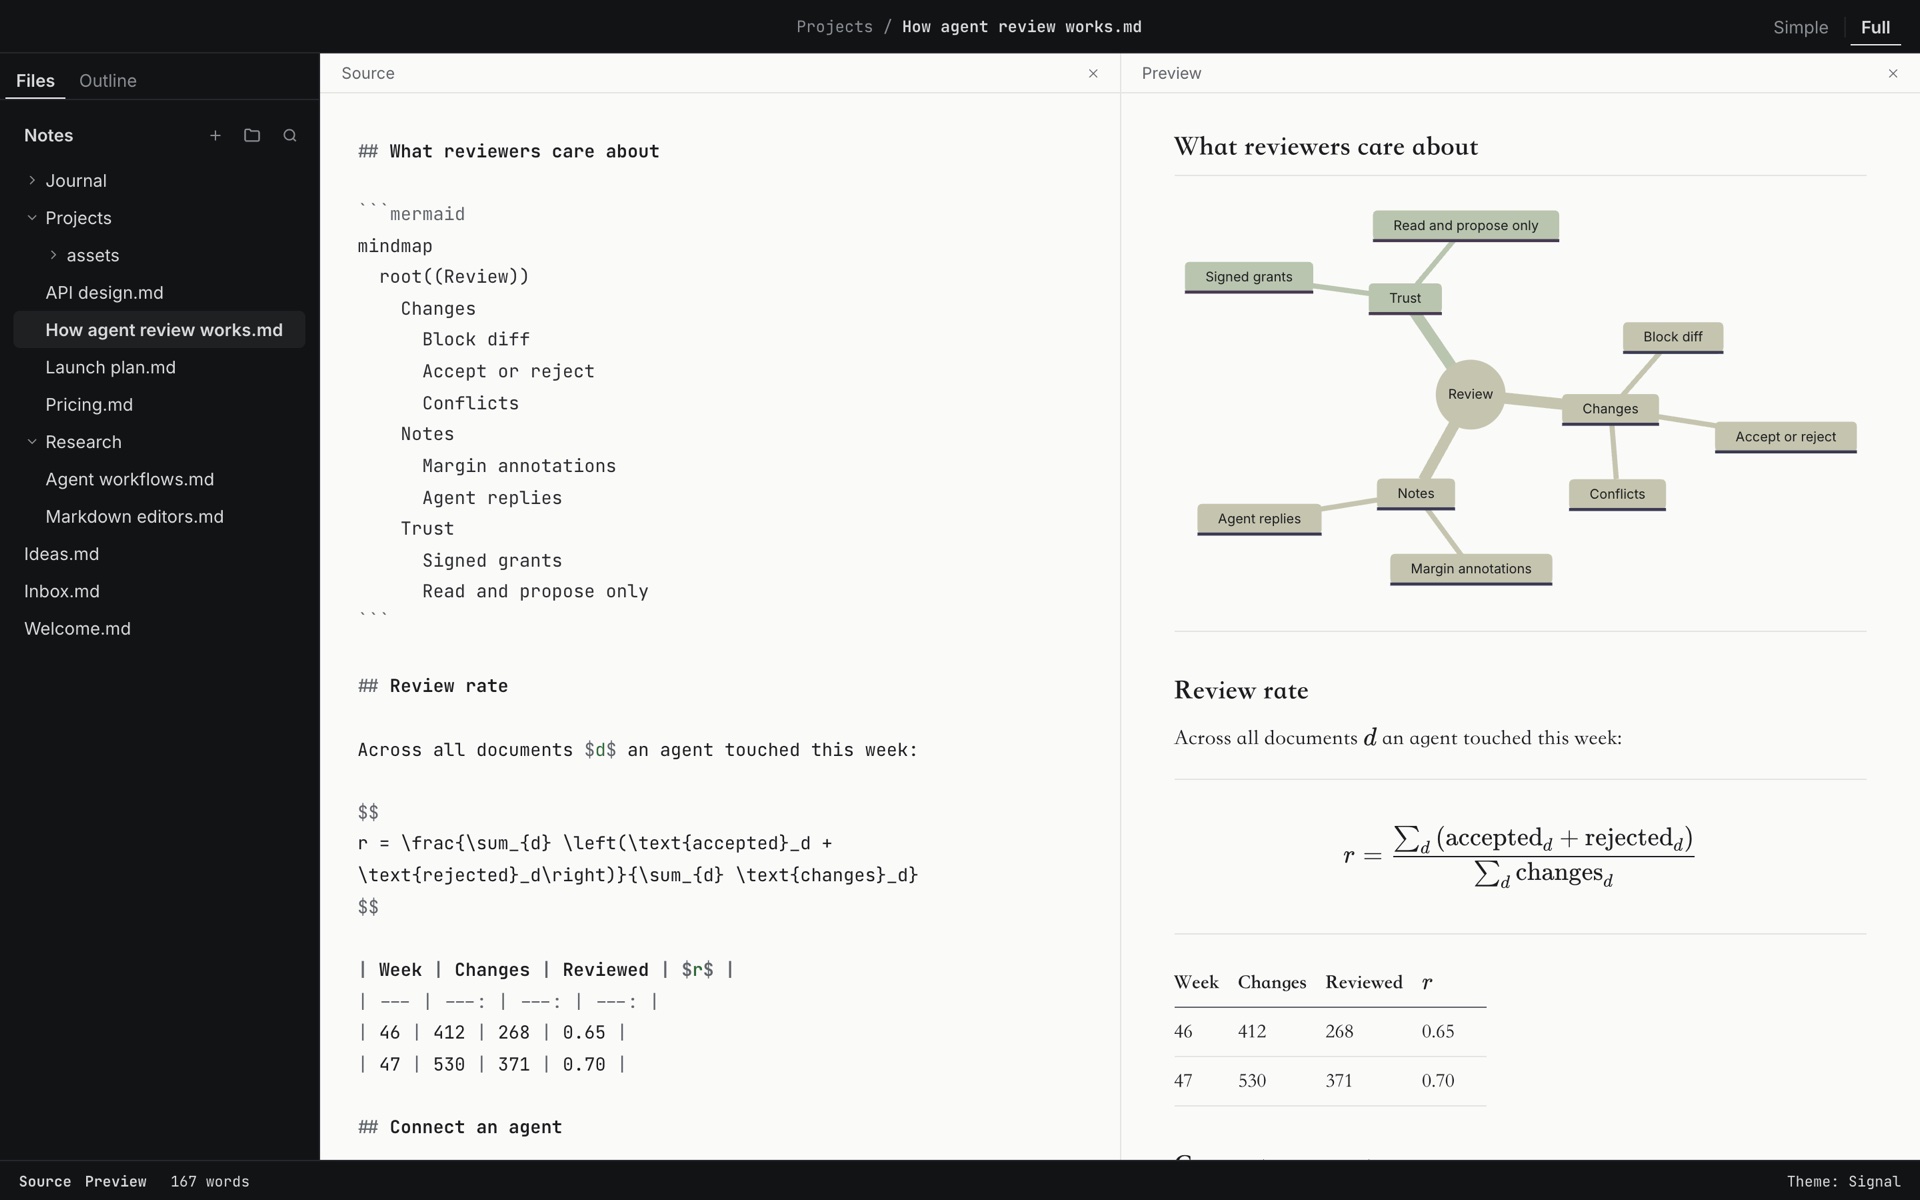 Projects / How agent review works.md
Simple
Full
Files
Outline
Notes
Journal
Projects
assets
API design.md
How agent review works.md
Launch plan.md
Pricing.md
Research
Agent workflows.md
Markdown editors.md
Ideas.md
Inbox.md
Welcome.md
Source
## What reviewers care about
```mermaid
mindmap
root((Review))
Changes
Block diff
Accept or reject
Conflicts
Notes
Margin annotations
Agent replies
Trust
Signed grants
Read and propose only
```
## Review rate
Across all documents $d$ an agent touched this week:
$$
r = \frac{\sum_{d} \left(\text{accepted}_d +
\text{rejected}_d\right)}{\sum_{d} \text{changes}_d}
$$
| Week | Changes | Reviewed | $r$ |
| --- | ---: | ---: | ---: |
| 46 | 412 | 268 | 0.65 |
| 47 | 530 | 371 | 0.70 |
## Connect an agent
Preview
What reviewers care about
Read and propose only
Signed grants
Trust
Block diff
Review
Changes
Accept or reject
Notes
Conflicts
Agent replies
Margin annotations
Review rate
Across all documents d an agent touched this week:
r = ∑d (acceptedd + rejectedd)
∑d changesd
Week Changes Reviewed r
46 412 268 0.65
47 530 371 0.70
Source Preview 167 words
Theme: Signal